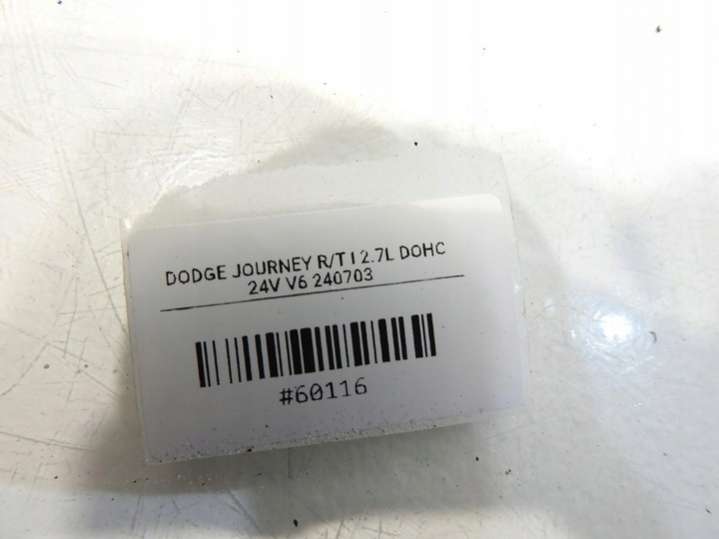 DODGE JOURNEY R/T I 2.7L DOHC
24V V6 240703
#60116